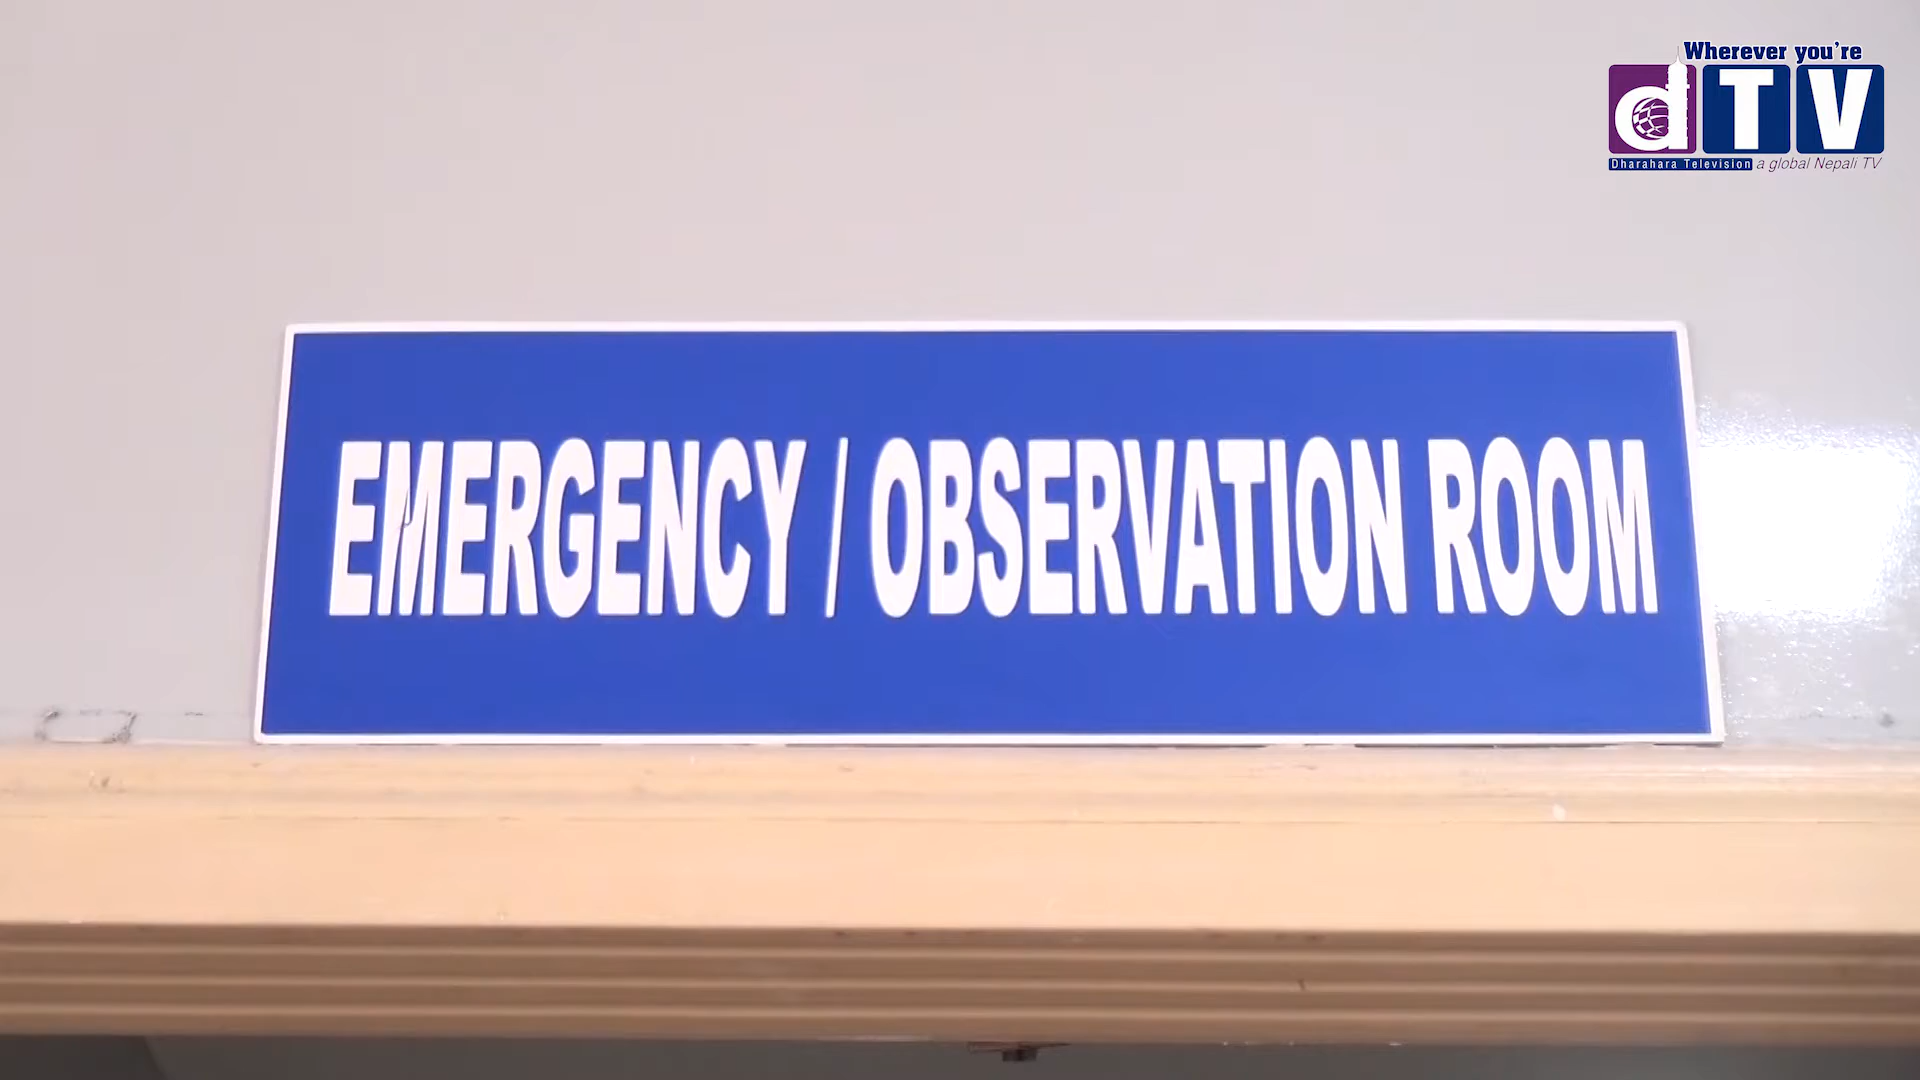 Wherever you're
dTV
Dharahara Television a global Nepali TV
EMERGENCY / OBSERVATION ROOM